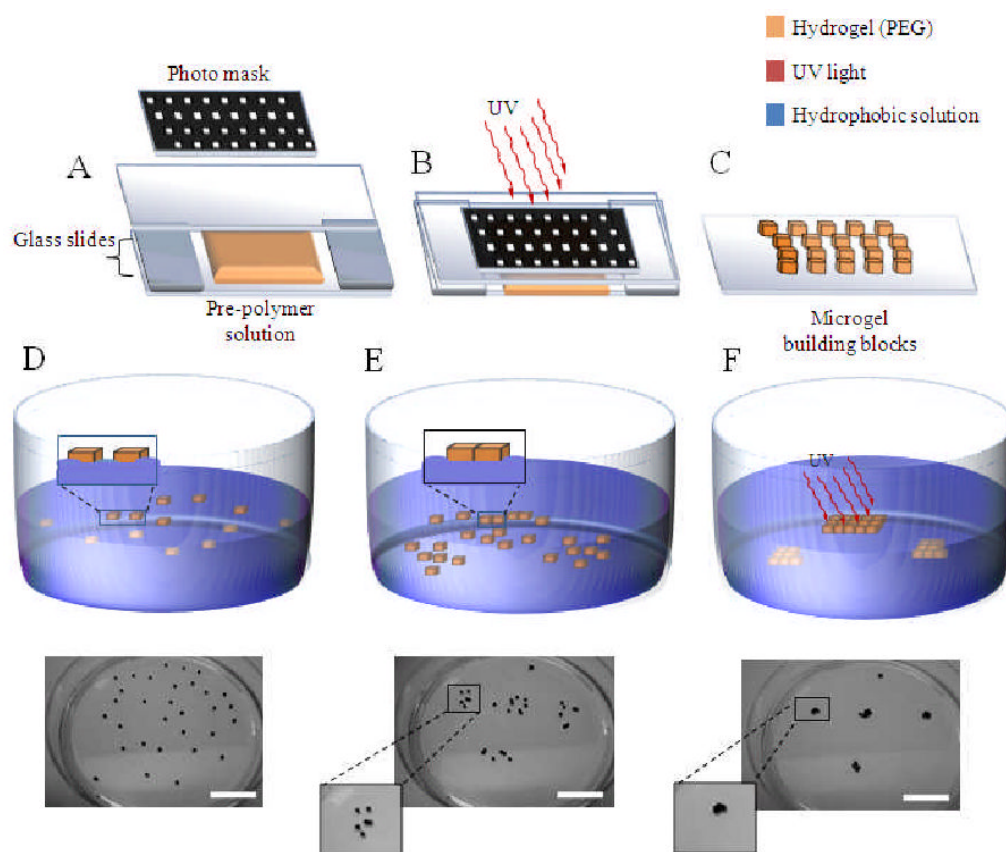 Hydrogel (PEG)
UV light
Hydrophobic solution
Photo mask
A
Glass slides
Pre-polymer
solution
B
UV
C
Microgel
building blocks
D
E
F
UV